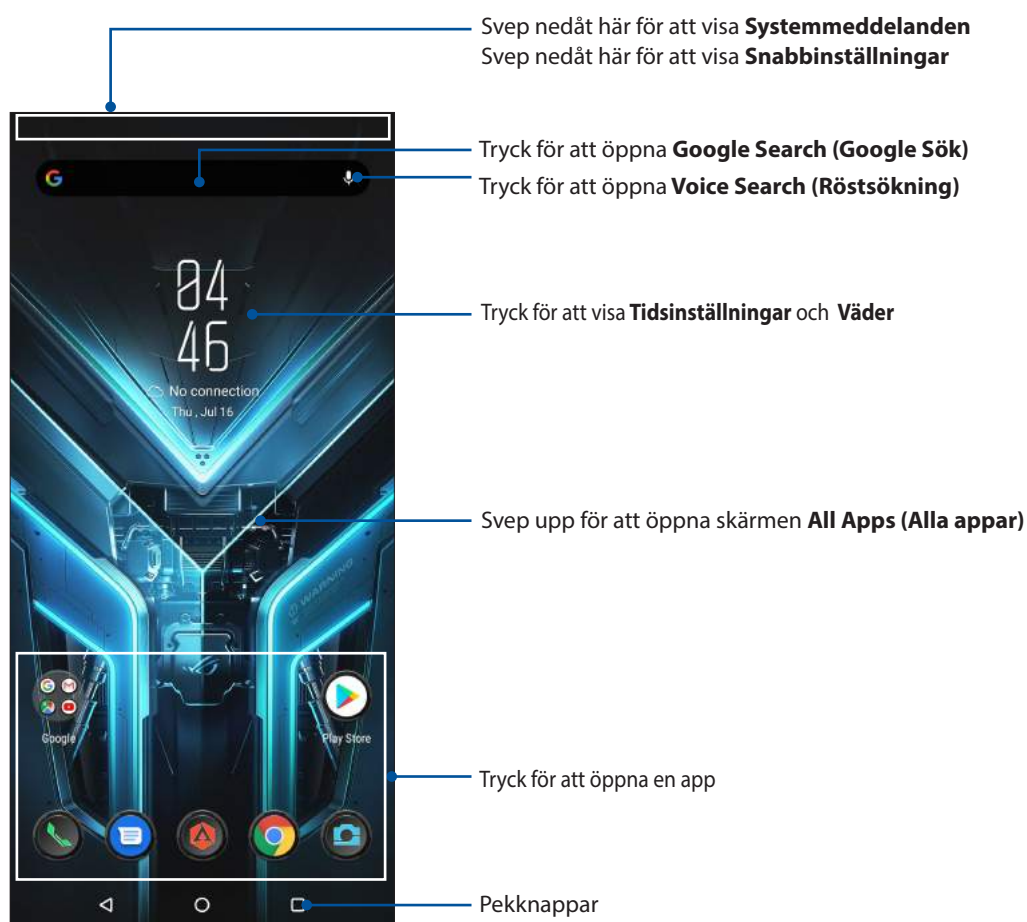 Svep nedåt här för att visa Systemmeddelanden
Svep nedåt här för att visa Snabbinställningar
Tryck för att öppna Google Search (Google Sök)
Tryck för att öppna Voice Search (Röstsökning)
04
46
Tryck för att visa Tidsinställningar och Väder
No connection
Thu , Jul 16
Svep upp för att öppna skärmen All Apps (Alla appar)
WARNING
Google
Play Store
Tryck för att öppna en app
Pekknappar